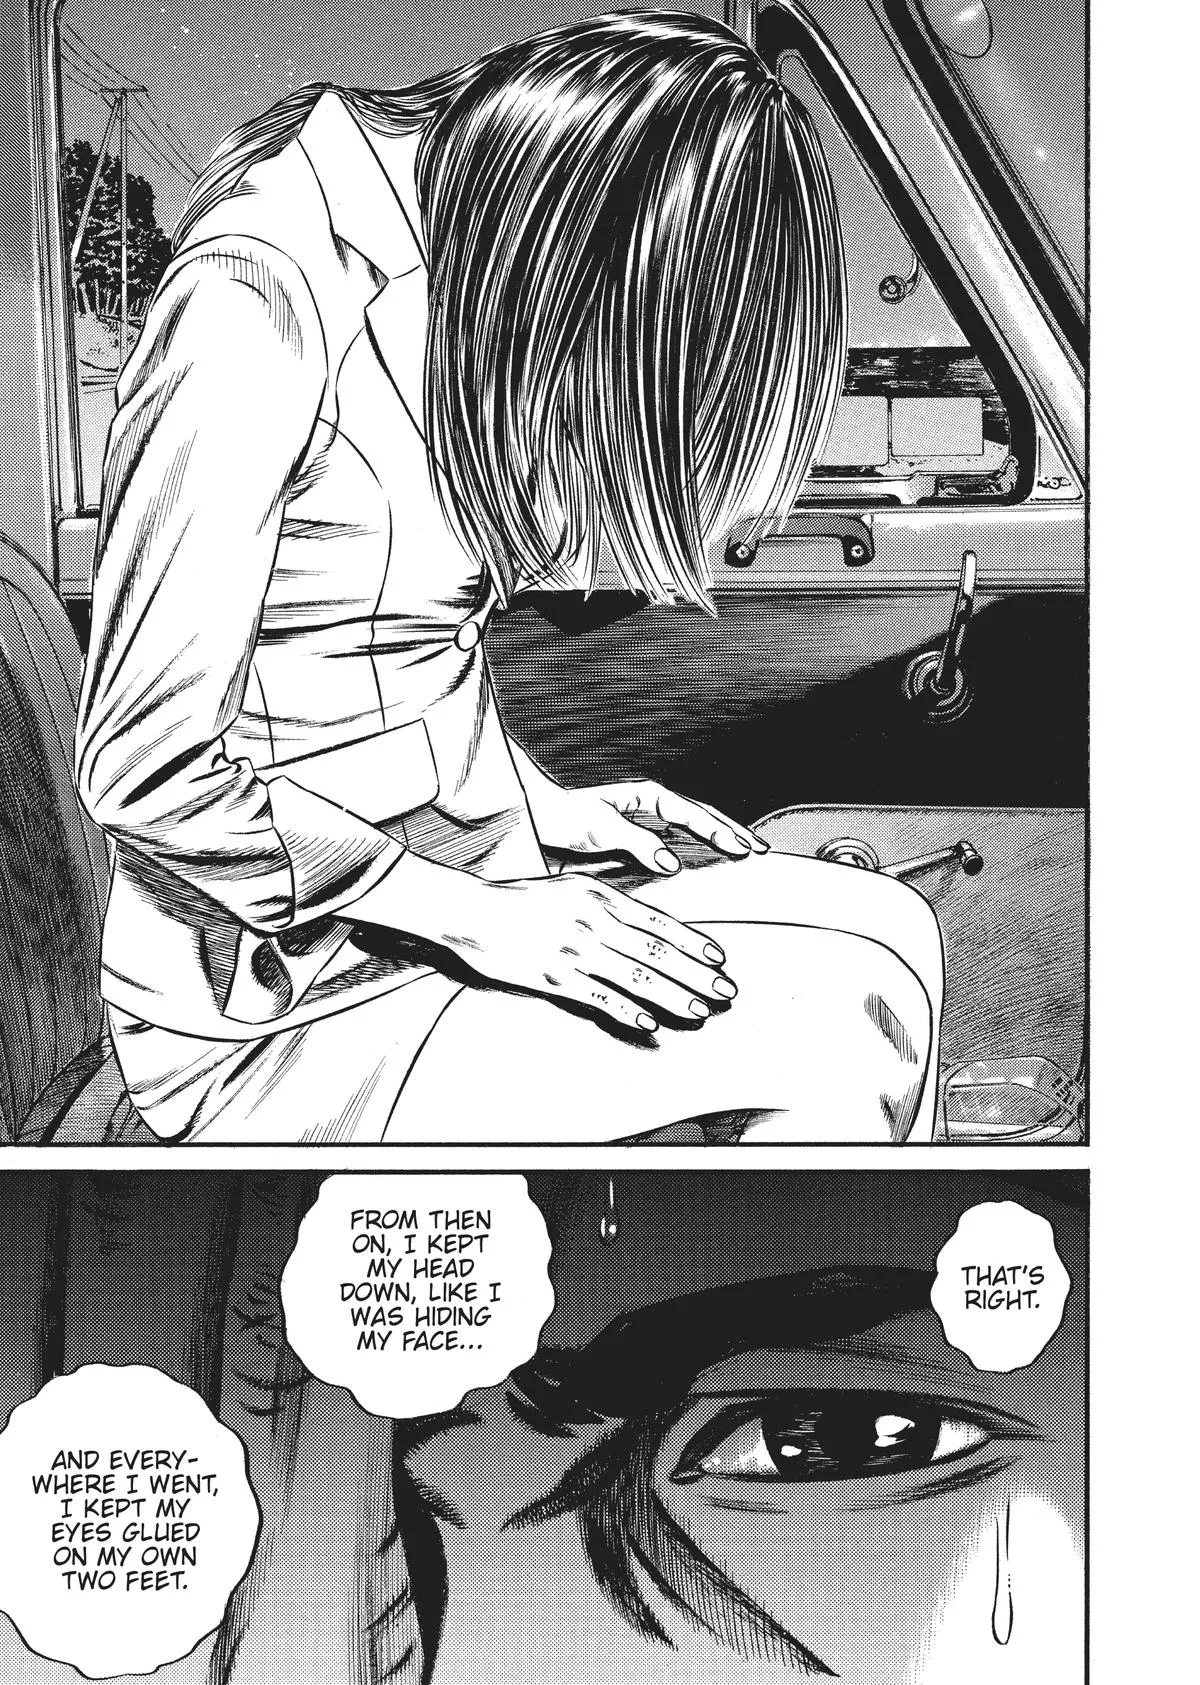 THAT'S
RIGHT.
FROM THEN
ON, I KEPT
MY HEAD
DOWN, LIKE I
WAS HIDING
MY FACE...
AND EVERY-
WHERE I WENT,
I KEPT MY
EYES GLUED
ON MY OWN
TWO FEET.